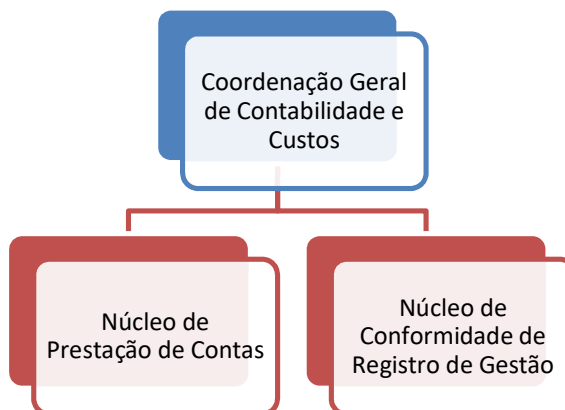 Coordenação Geral
de Contabilidade e
Custos
Núcleo de
Prestação de Contas
Núcleo de
Conformidade de
Registro de Gestão